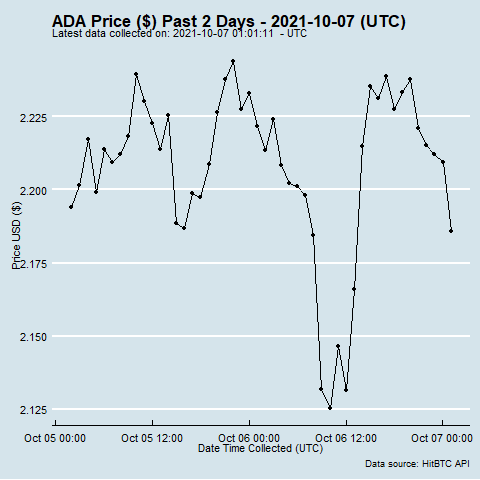 ADA Price ($) Past 2 Days - 2021-10-07 (UTC)
Latest data collected on: 2021-10-07 01:01:11 - UTC
2.225
2.200
2.175
2.150
2.125
Price USD ($)
Oct 05 00:00 Oct 05 12:00 Oct 06 00:00 Oct 06 12:00 Oct 07 00:00
Date Time Collected (UTC)
Data source: HitBTC API